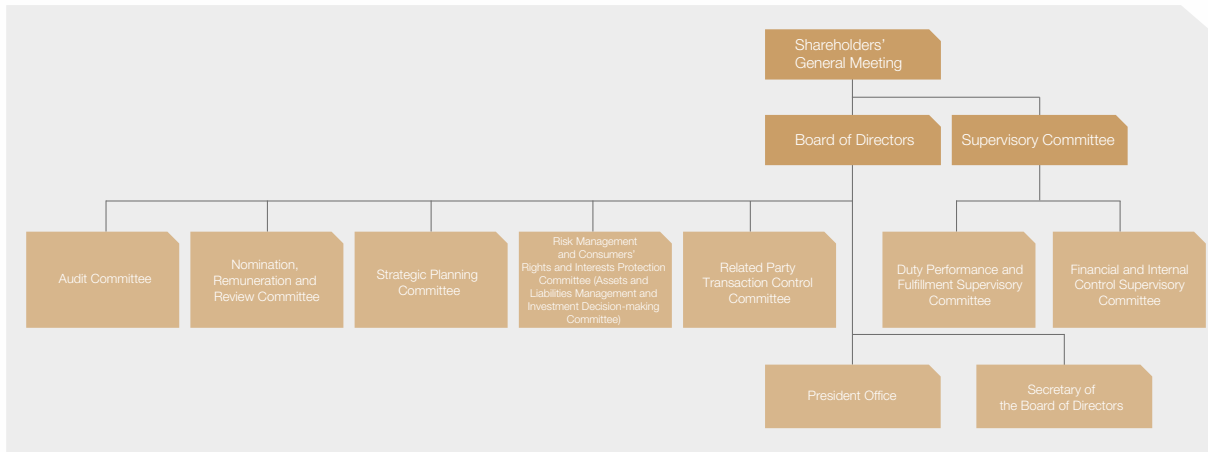 Shareholders’
General Meeting
Board of Directors
Supervisory Committee
Audit Committee
Nomination,
Remuneration and
Review Committee
Strategic Planning
Committee
Risk Management
and Consumers’
Rights and Interests Protection
Committee (Assets and
Liabilities Management and
Investment Decision-making
Committee)
Related Party
Transaction Control
Committee
Duty Performance and
Fulfillment Supervisory
Committee
Financial and Internal
Control Supervisory
Committee
President Office
Secretary of
the Board of Directors